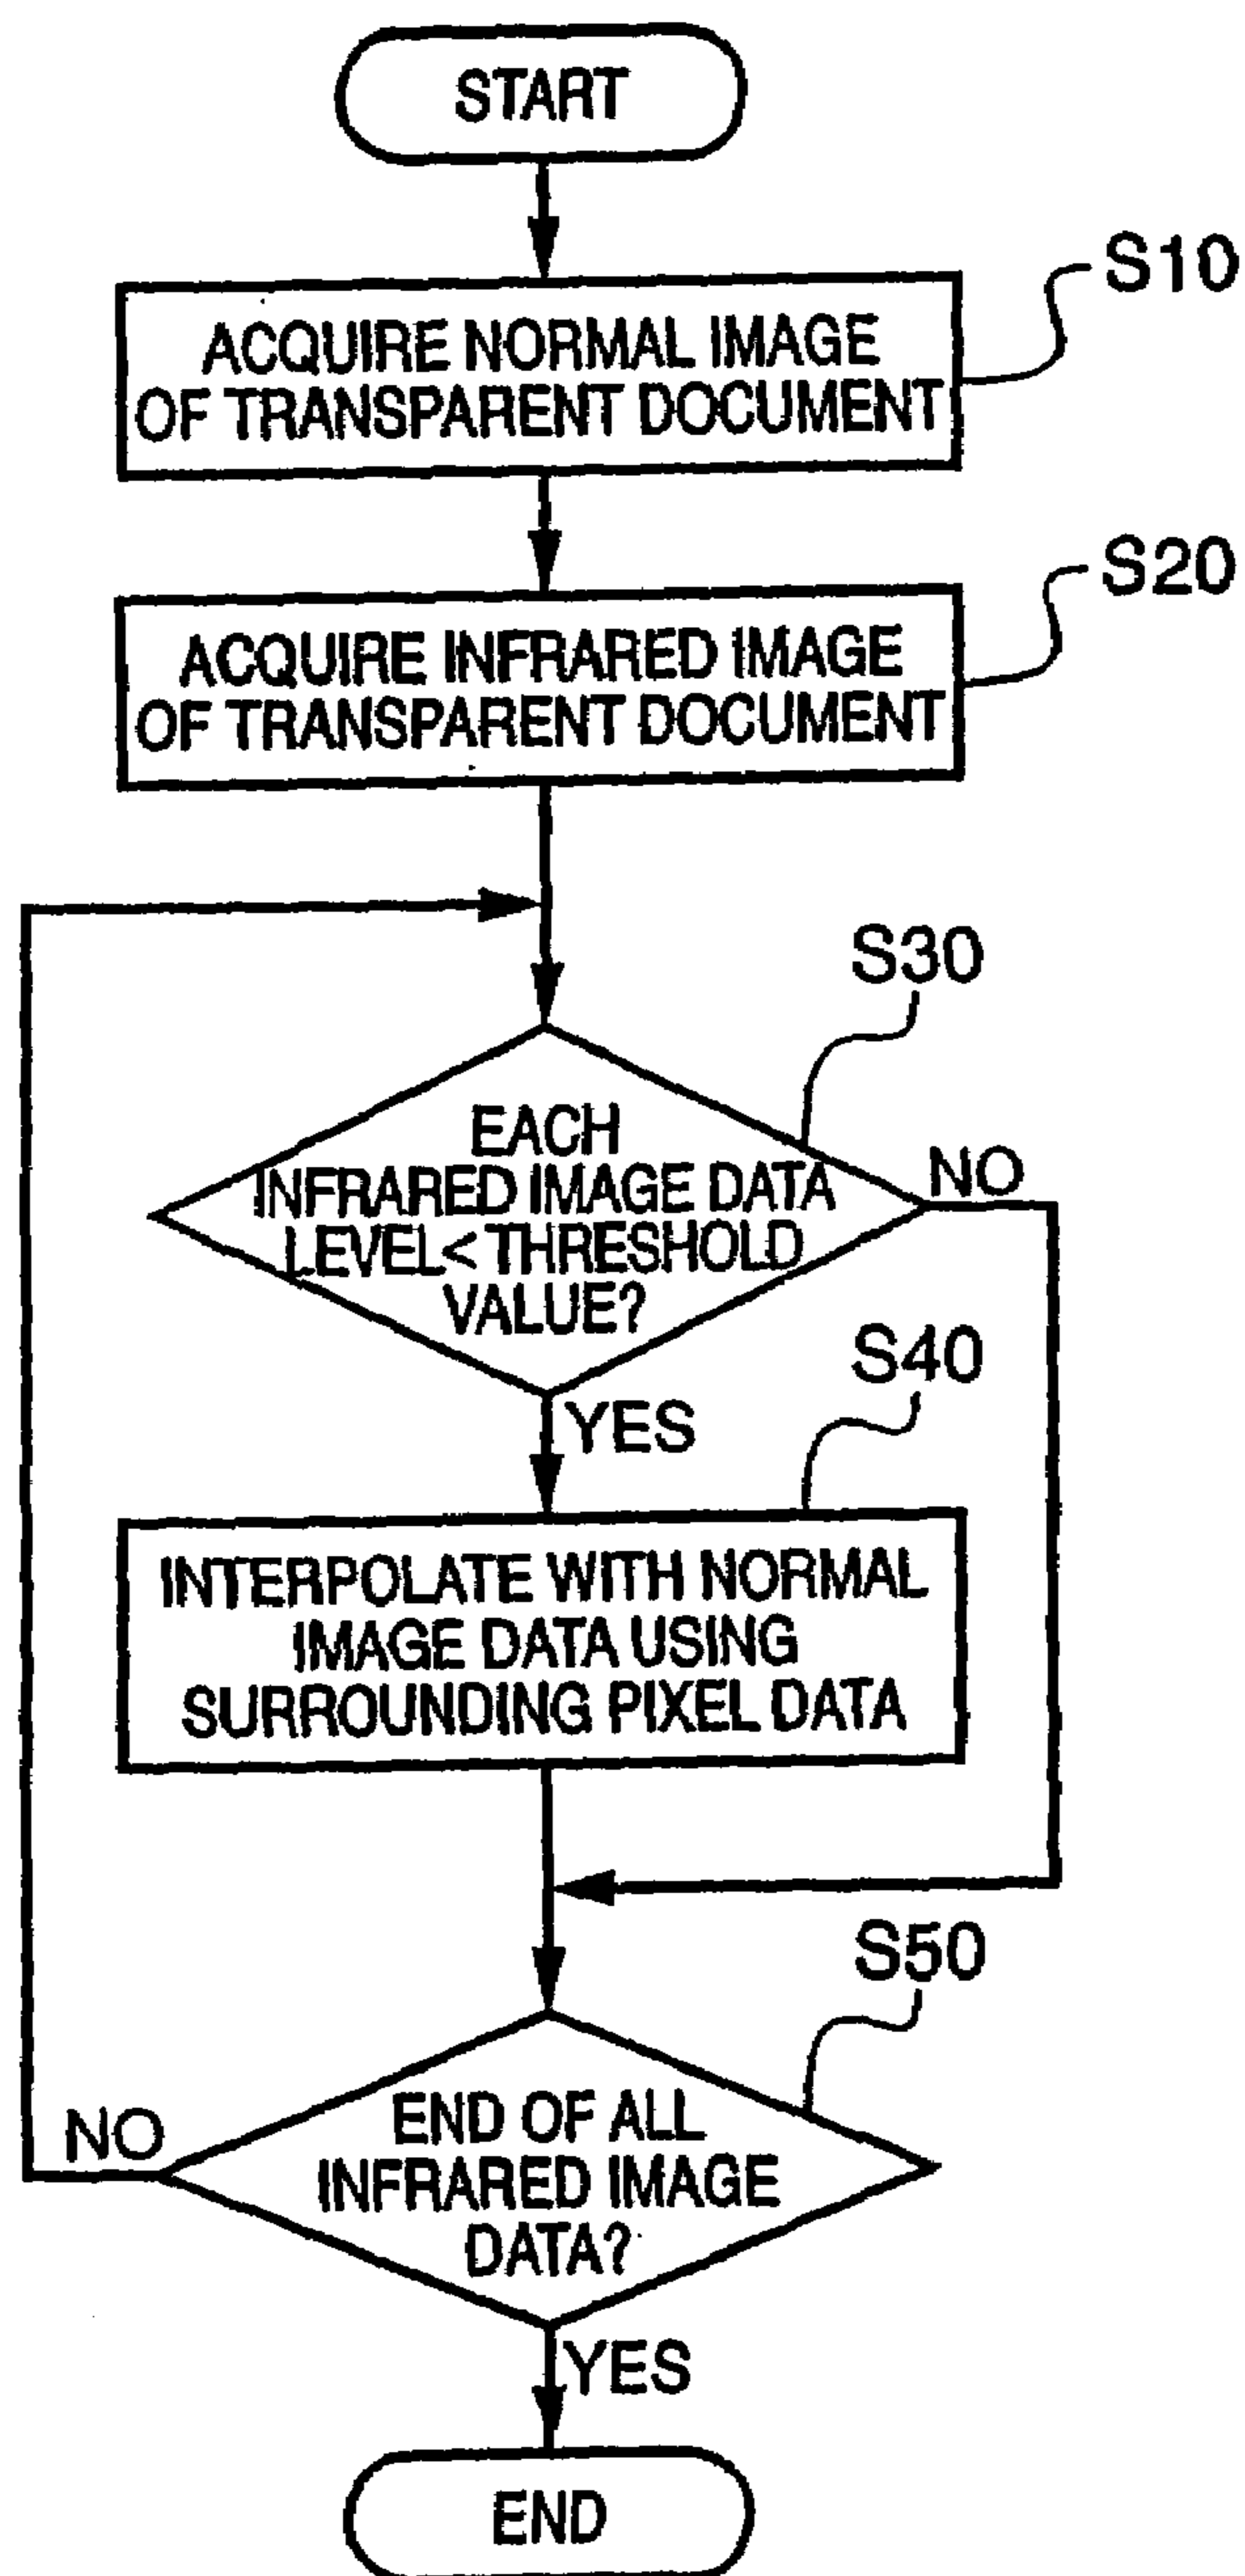 START
S10
ACQUIRE NORMAL IMAGE
OF TRANSPARENT DOCUMENT
S20
ACQUIRE INFRARED IMAGE
OF TRANSPARENT DOCUMENT
S30
EACH
INFRARED IMAGE DATA
LEVEL< THRESHOLD
VALUE?
NO
YES
S40
INTERPOLATE WITH NORMAL
IMAGE DATA USING
SURROUNDING PIXEL DATA
S50
END OF ALL
INFRARED IMAGE
DATA?
NO
YES
END